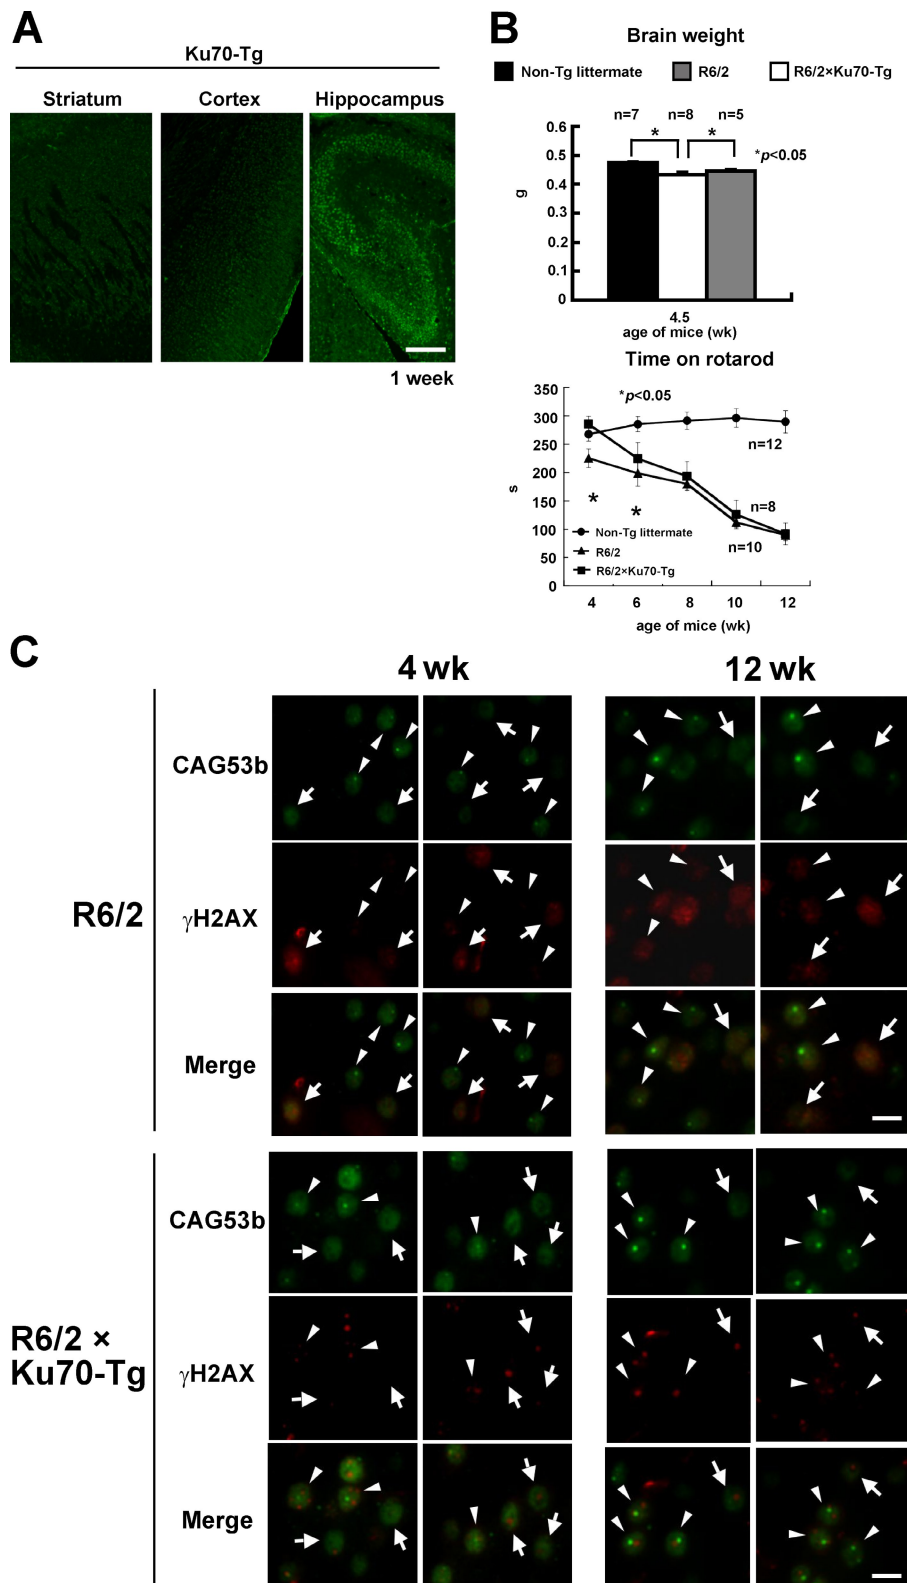 A
Ku70-Tg
Striatum
Cortex
Hippocampus
1 week
B
Brain weight
Non-Tg littermate
R6/2
R6/2×Ku70-Tg
n=7
n=8
n=5
*
*
*p<0.05
0.6
0.5
0.4
0.3
0.2
0.1
0
g
4.5
age of mice (wk)
Time on rotarod
*p<0.05
350
300
250
200
150
100
50
0
s
n=12
n=8
n=10
*
*
Non-Tg littermate
R6/2
R6/2×Ku70-Tg
4
6
8
10
12
age of mice (wk)
C
4 wk
12 wk
R6/2
CAG53b
γH2AX
Merge
R6/2 ×
Ku70-Tg
CAG53b
γH2AX
Merge